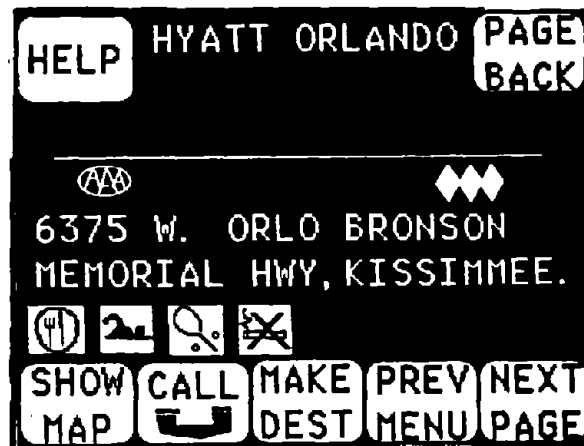 HELP
HYATT ORLANDO
PAGE
BACK
AAA
6375 W. ORLO BRONSON
MEMORIAL HWY, KISSIMMEE.
SHOW
MAP
CALL
MAKE
DEST
PREV
MENU
NEXT
PAGE